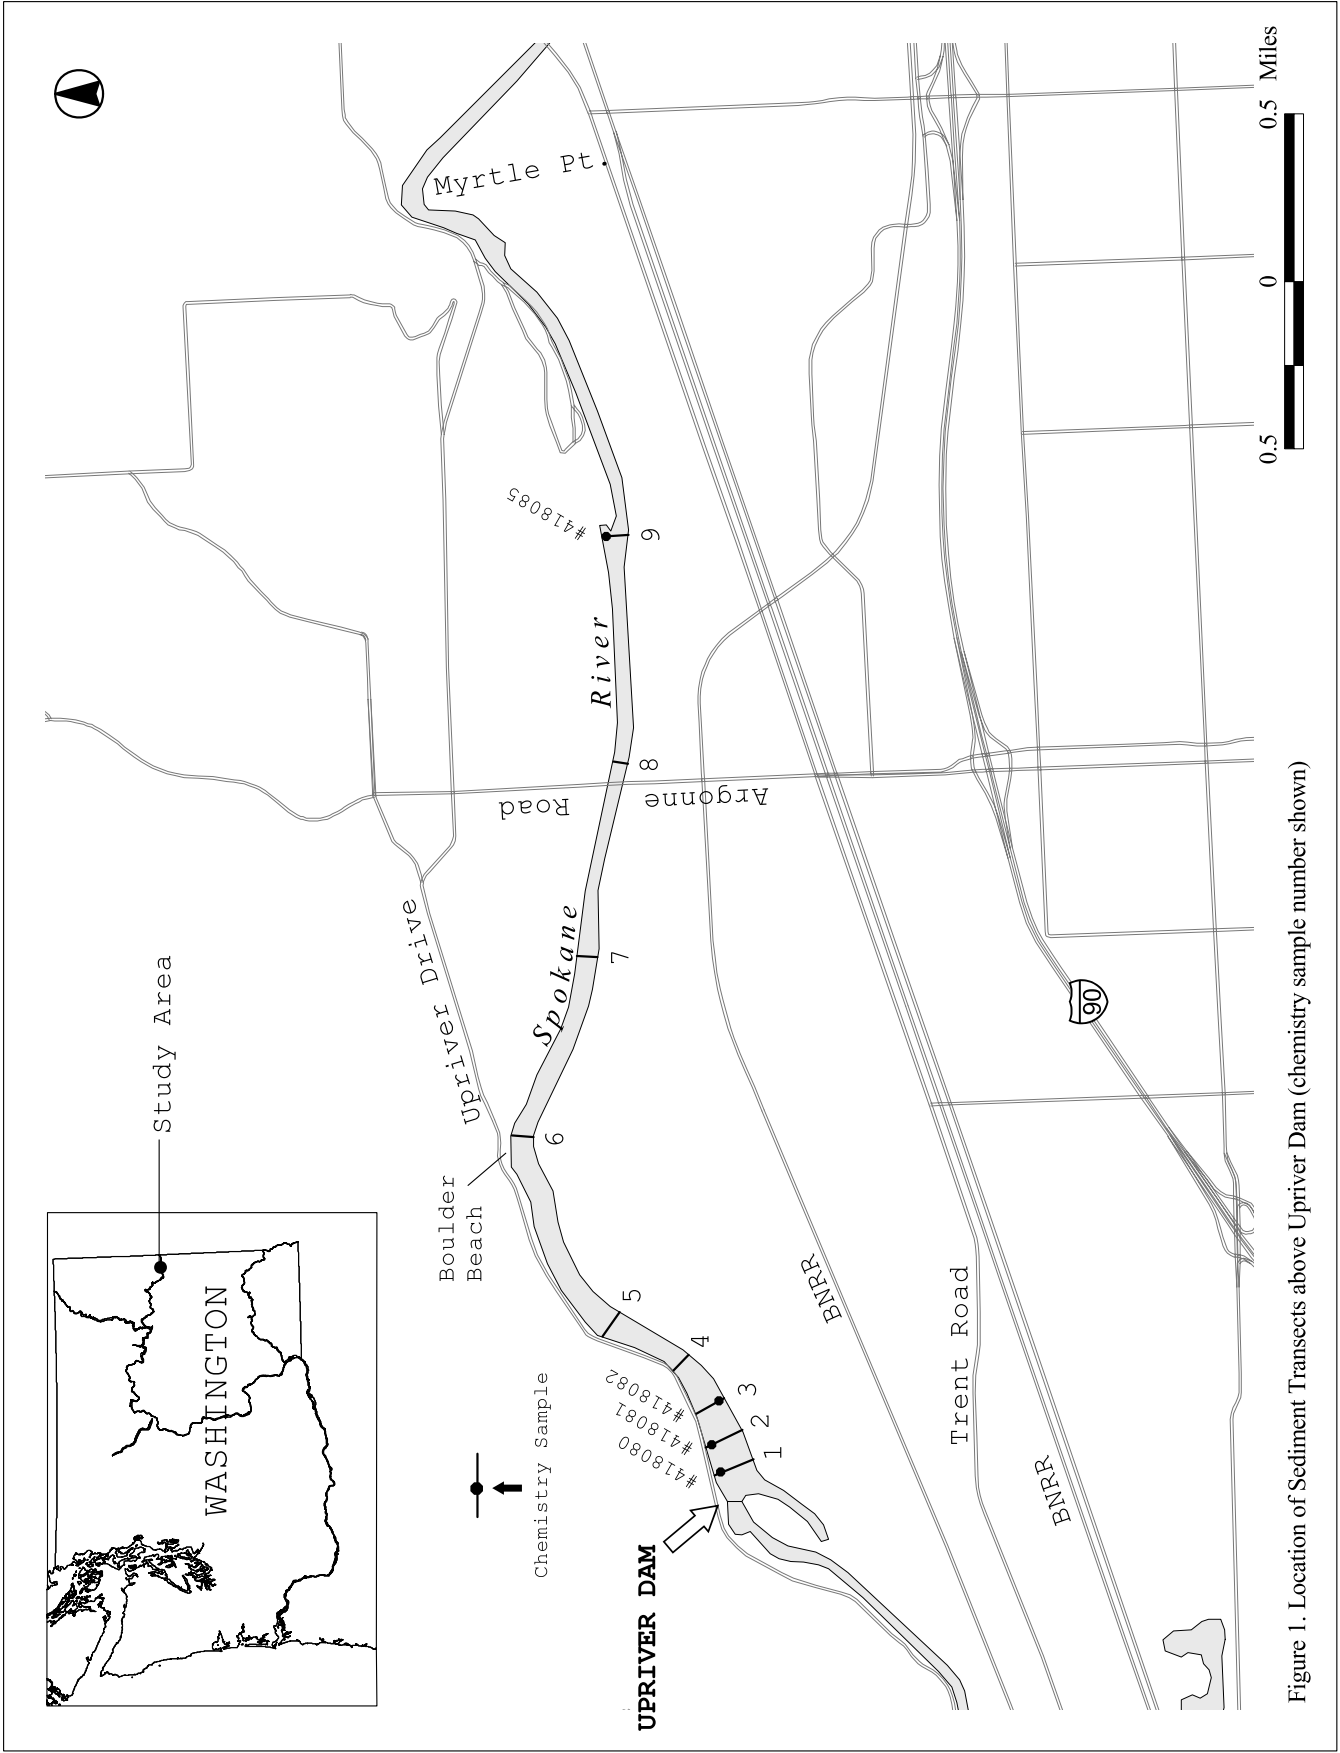 Study Area
WASHINGTON
Myrtle Pt.
#418085
9
River
8
Argonne
Road
Upriver Drive
Spokane
7
6
Boulder
Beach
5
4
3
2
1
#418082
#418081
#418080
Chemistry Sample
UPRIVER DAM
BNRR
Trent Road
BNRR
90
0.5 0 0.5 Miles
Figure 1. Location of Sediment Transects above Upriver Dam (chemistry sample number shown)